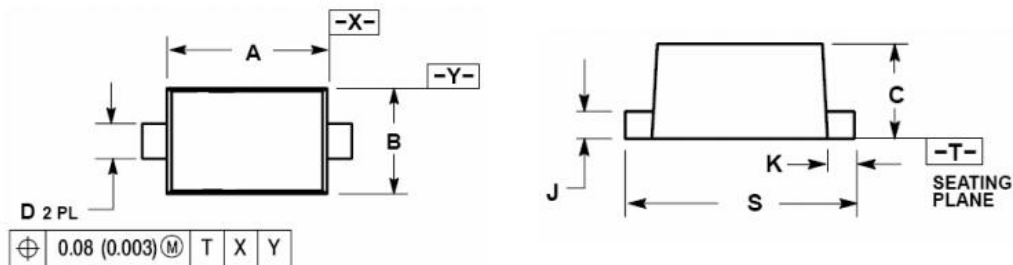 -X-
A
-Y-
B
D 2 PL
⌖ 0.08 (0.003) Ⓜ T X Y
C
K
J
S
-T-
SEATING
PLANE